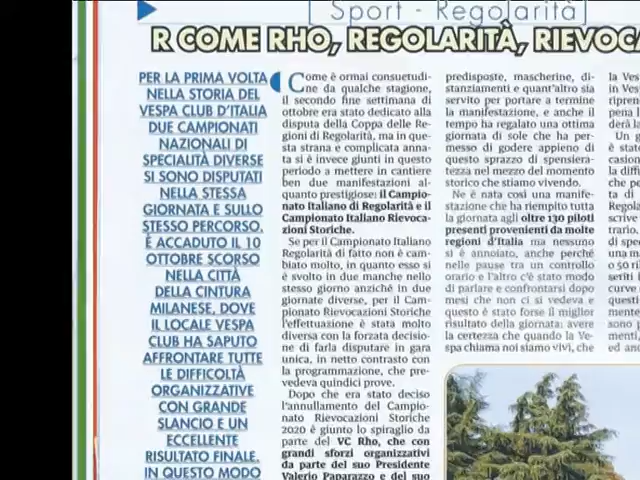 Sport - Regolarità
R COME RHO, REGOLARITÀ, RIEVOCA
PER LA PRIMA VOLTA
NELLA STORIA DEL
VESPA CLUB D'ITALIA
DUE CAMPIONATI
NAZIONALI DI
SPECIALITÀ DIVERSE
SI SONO DISPUTATI
NELLA STESSA
GIORNATA E SULLO
STESSO PERCORSO.
È ACCADUTO IL 10
OTTOBRE SCORSO
NELLA CITTÀ
DELLA CINTURA
MILANESE, DOVE
IL LOCALE VESPA
CLUB HA SAPUTO
AFFRONTARE TUTTE
LE DIFFICOLTÀ
ORGANIZZATIVE
CON GRANDE
SLANCIO E UN
ECCELLENTE
RISULTATO FINALE.
IN QUESTO MODO
Come è ormai consuetudi-
ne da qualche stagione,
il secondo fine settimana di
ottobre era stato dedicato alla
disputa della Coppa delle Re-
gioni di Regolarità, ma in que-
sta strana e complicata anna-
ta si è invece giunti in questo
periodo a mettere in cantiere
ben due manifestazioni al-
quanto prestigiose: il Campio-
nato Italiano di Regolarità e il
Campionato Italiano Rievoca-
zioni Storiche.
Se per il Campionato Italiano
Regolarità di fatto non è cam-
biato molto, in quanto esso si
è svolto in due manche nello
stesso giorno anziché in due
giornate diverse, per il Cam-
pionato Rievocazioni Storiche
l'effettuazione è stata molto
diversa con la forzata decisio-
ne di farla disputare in gara
unica, in netto contrasto con
la programmazione, che pre-
vedeva quindici prove.
Dopo che era stato deciso
l'annullamento del Campio-
nato Rievocazioni Storiche
2020 è giunto lo spiraglio da
parte del VC Rho, che con
grandi sforzi organizzativi
da parte del suo Presidente
Valerio Paparazzo e del suo
predisposte, mascherine, di-
stanziamenti e quant'altro sia
servito per portare a termine
la manifestazione, e anche il
tempo ha regalato una ottima
giornata di sole che ha per-
messo di godere appieno di
questo sprazzo di spensiera-
tezza nel mezzo del momento
storico che stiamo vivendo.
Ne è nata così una manife-
stazione che ha riempito tutta
la giornata agli oltre 130 piloti
presenti provenienti da molte
regioni d'Italia ma nessuno
si è annoiato, anche perché
nelle pause tra un controllo
orario e l'altro c'è stato modo
di parlare e confrontarsi dopo
mesi che non ci si vedeva e
questo è stato forse il miglior
risultato della giornata: avere
la certezza che quando la Ve-
spa chiama noi siamo vivi, che